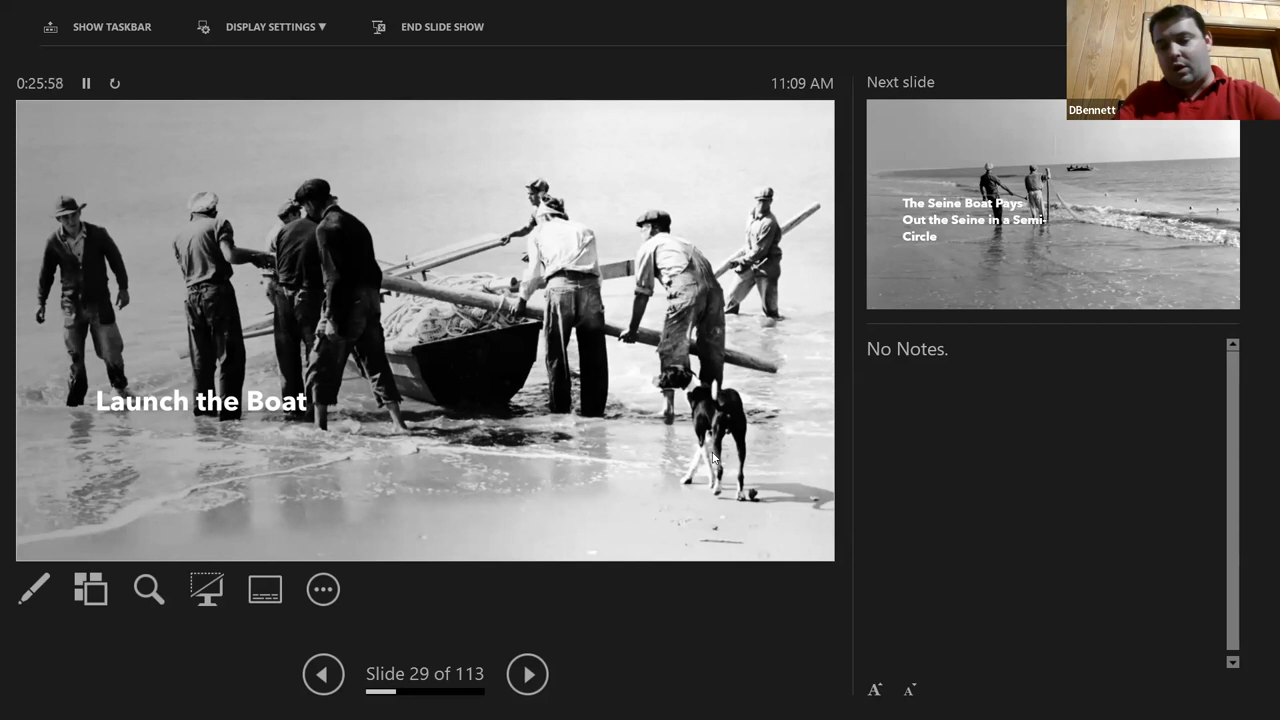 SHOW TASKBAR
DISPLAY SETTINGS ▼
END SLIDE SHOW
DBennett
0:25:58
11:09 AM
Next slide
Launch the Boat
The Seine Boat Pays
Out the Seine in a Semi-
Circle
No Notes.
Slide 29 of 113
A A